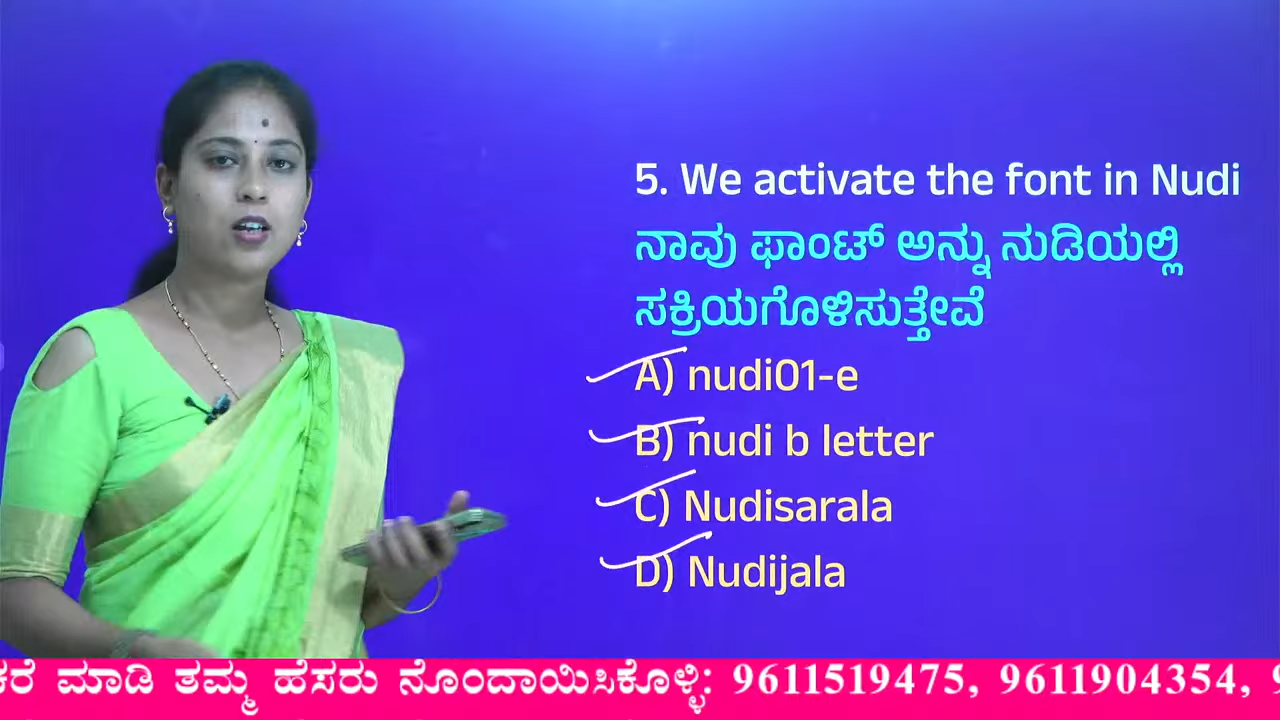 5. We activate the font in Nudi
ನಾವು ಫಾಂಟ್ ಅನ್ನು ನುಡಿಯಲ್ಲಿ
ಸಕ್ರಿಯಗೊಳಿಸುತ್ತೇವೆ
A) nudi01-e
B) nudi b letter
C) Nudisarala
D) Nudijala
ಕರೆ ಮಾಡಿ ತಮ್ಮ ಹೆಸರು ನೊಂದಾಯಿಸಿಕೊಳ್ಳಿ: 9611519475, 9611904354,